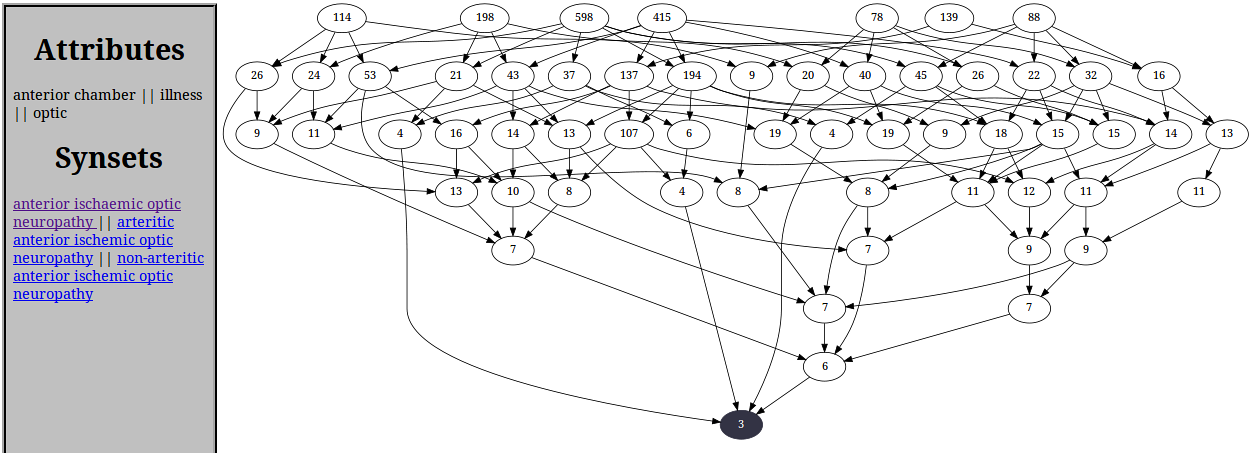 Attributes
anterior chamber || illness
|| optic
Synsets
anterior ischaemic optic
neuropathy || arteritic
anterior ischemic optic
neuropathy || non-arteritic
anterior ischemic optic
neuropathy
114 198 598 415 78 139 88
26 24 53 21 43 37 137 194 9 20 40 45 26 22 32 16
9 11 4 16 14 13 107 6 19 4 19 9 18 15 15 14 13
13 10 8 4 8 8 11 12 11 11
7 7 9 9
7 7
6
3